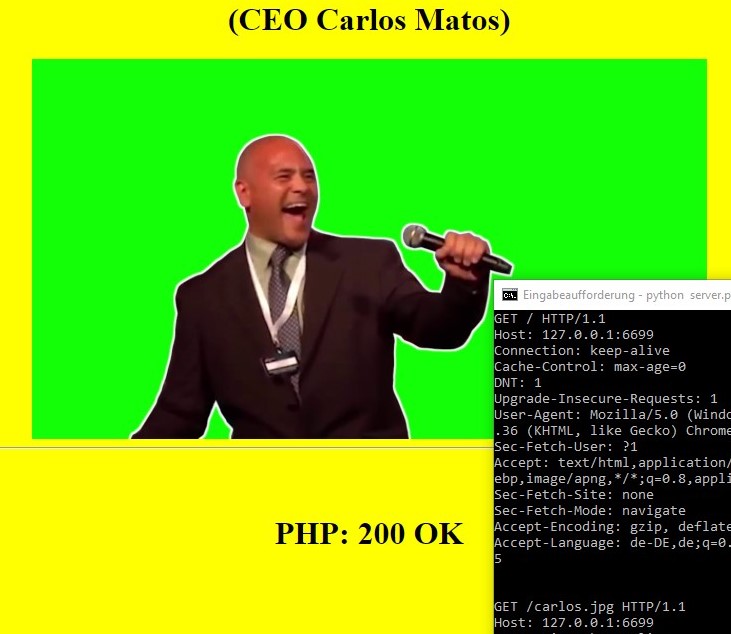 (CEO Carlos Matos)
PHP: 200 OK
Eingabeaufforderung - python server.p
GET / HTTP/1.1
Host: 127.0.0.1:6699
Connection: keep-alive
Cache-Control: max-age=0
DNT: 1
Upgrade-Insecure-Requests: 1
User-Agent: Mozilla/5.0 (Windo
.36 (KHTML, like Gecko) Chrome
Sec-Fetch-User: ?1
Accept: text/html,application/
ebp,image/apng,*/*;q=0.8,appli
Sec-Fetch-Site: none
Sec-Fetch-Mode: navigate
Accept-Encoding: gzip, deflate
Accept-Language: de-DE,de;q=0.
5
GET /carlos.jpg HTTP/1.1
Host: 127.0.0.1:6699